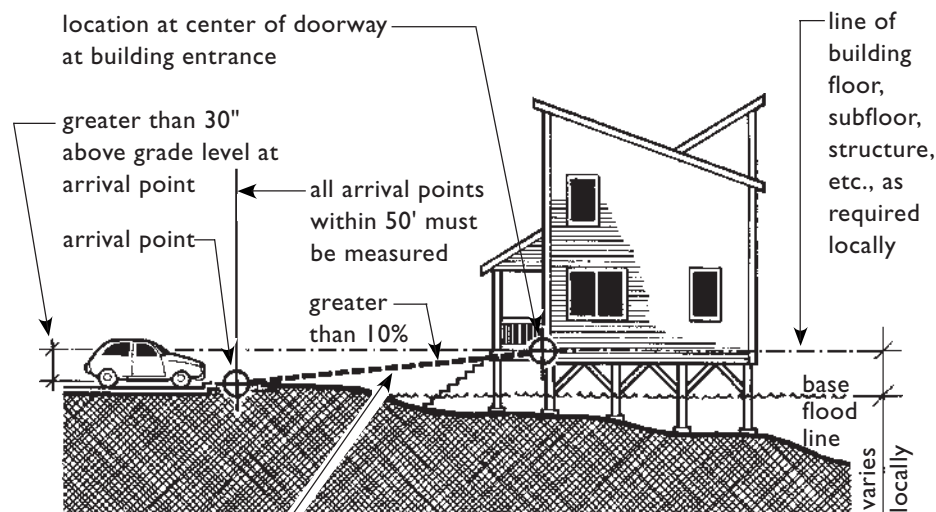 location at center of doorway
at building entrance
line of
building
floor,
subfloor,
structure,
etc., as
required
locally
greater than 30"
above grade level at
arrival point
all arrival points
within 50' must
be measured
arrival point
greater
than 10%
base
flood
line
varies
locally